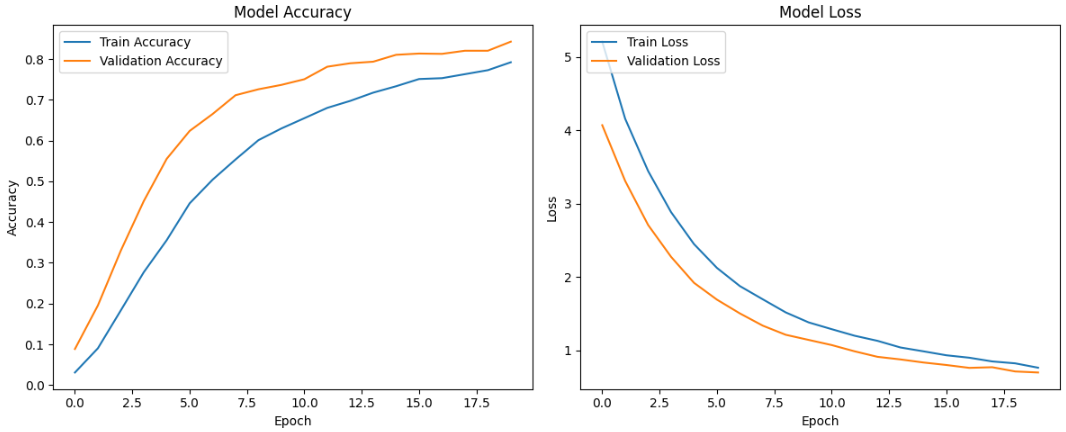 Model Accuracy
Train Accuracy
Validation Accuracy
0.8
0.7
0.6
0.5
0.4
0.3
0.2
0.1
0.0
Accuracy
0.0 2.5 5.0 7.5 10.0 12.5 15.0 17.5
Epoch
Model Loss
Train Loss
Validation Loss
5
4
3
2
1
Loss
0.0 2.5 5.0 7.5 10.0 12.5 15.0 17.5
Epoch